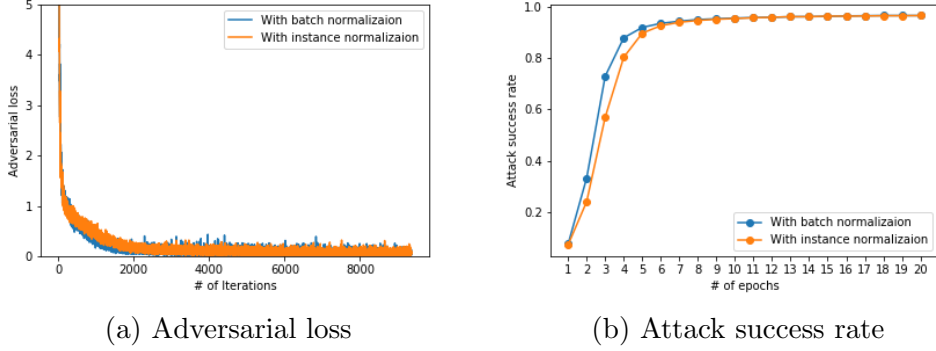 5
4
3
2
1
0
Adversarial loss
With batch normalizaion
With instance normalizaion
0 2000 4000 6000 8000
# of Iterations
(a) Adversarial loss
1.0
0.8
0.6
0.4
0.2
Attack success rate
With batch normalizaion
With instance normalizaion
1 2 3 4 5 6 7 8 9 10 11 12 13 14 15 16 17 18 19 20
# of epochs
(b) Attack success rate